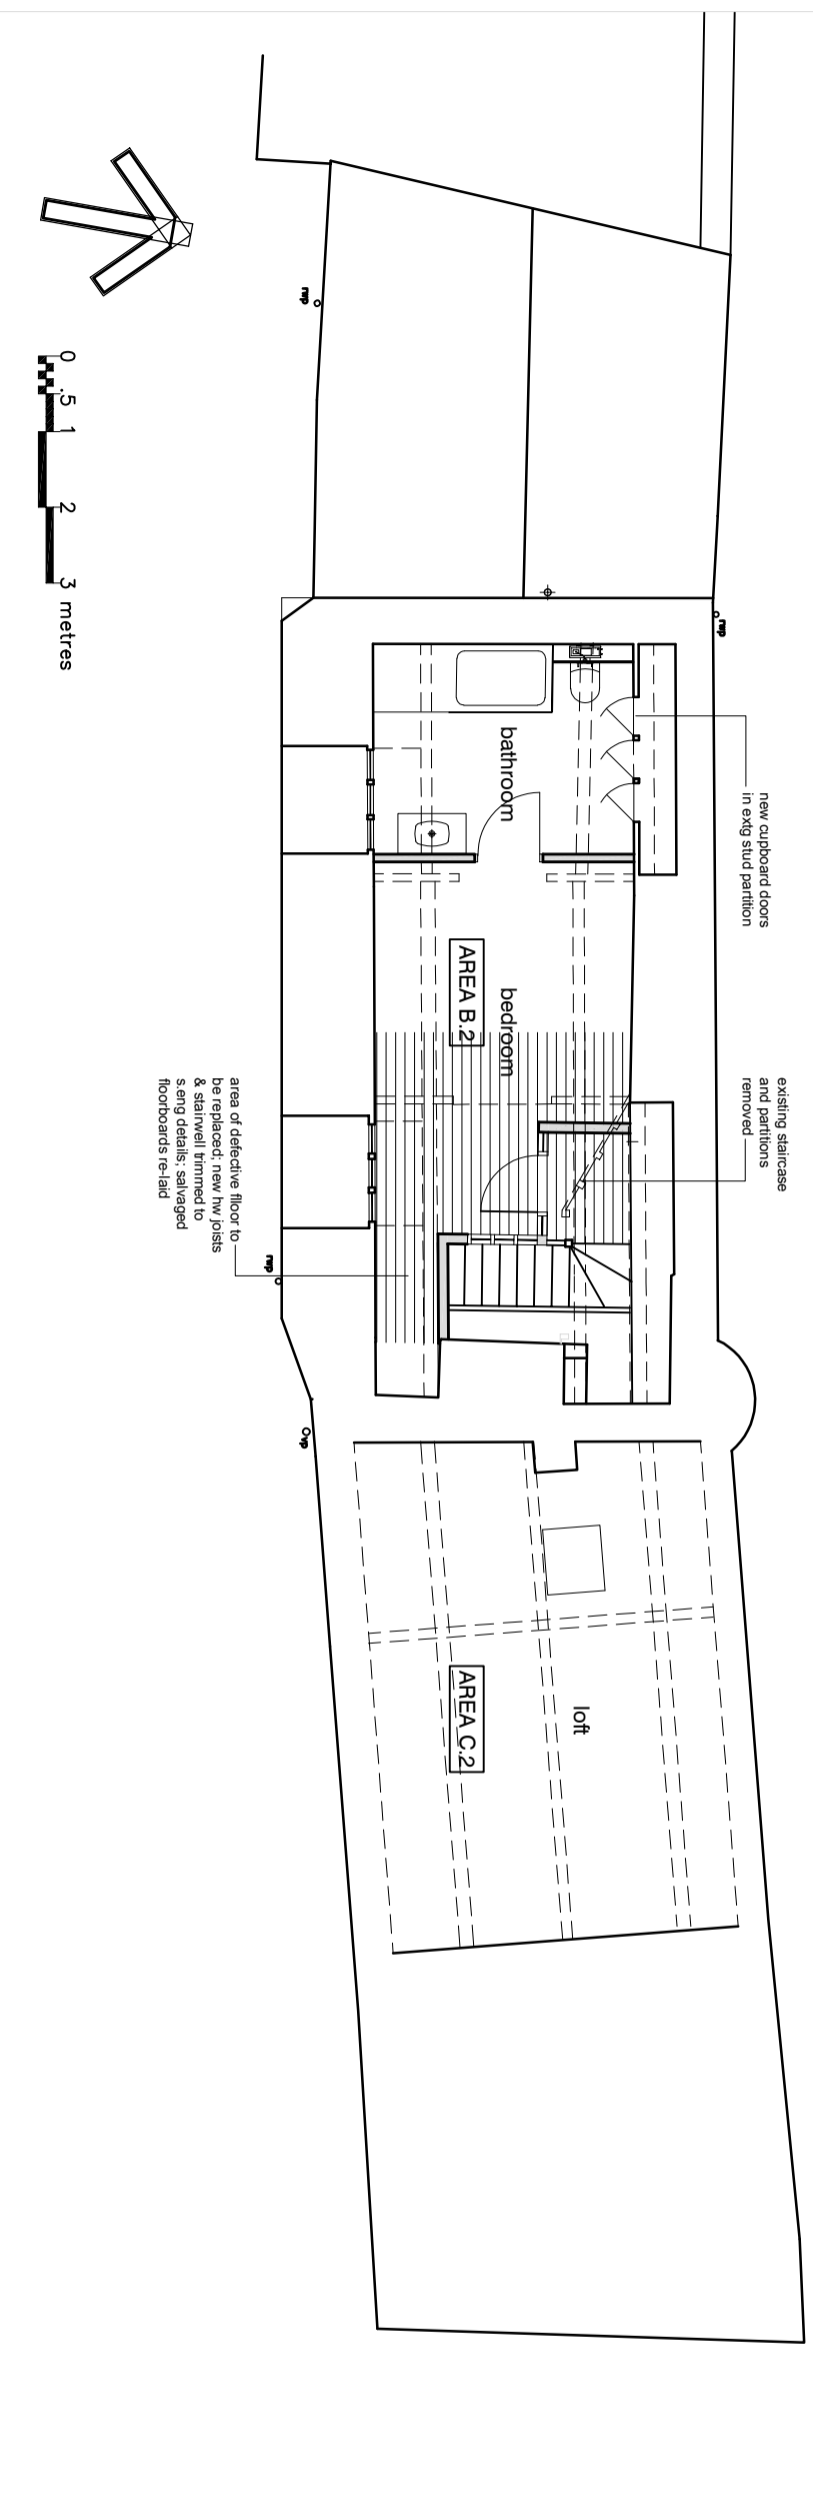 new cupboard doors
in extg stud partition
existing staircase
and partitions
removed
rwp
bathroom
bedroom
AREA B.2
loft
AREA C.2
rwp
rwp
vp
area of defective flloor to
be replaced; new hw joists
& stairwell trimmed to
s.eng details; salvaged
floorboards re-laid
0 .5 1 2 3 metres